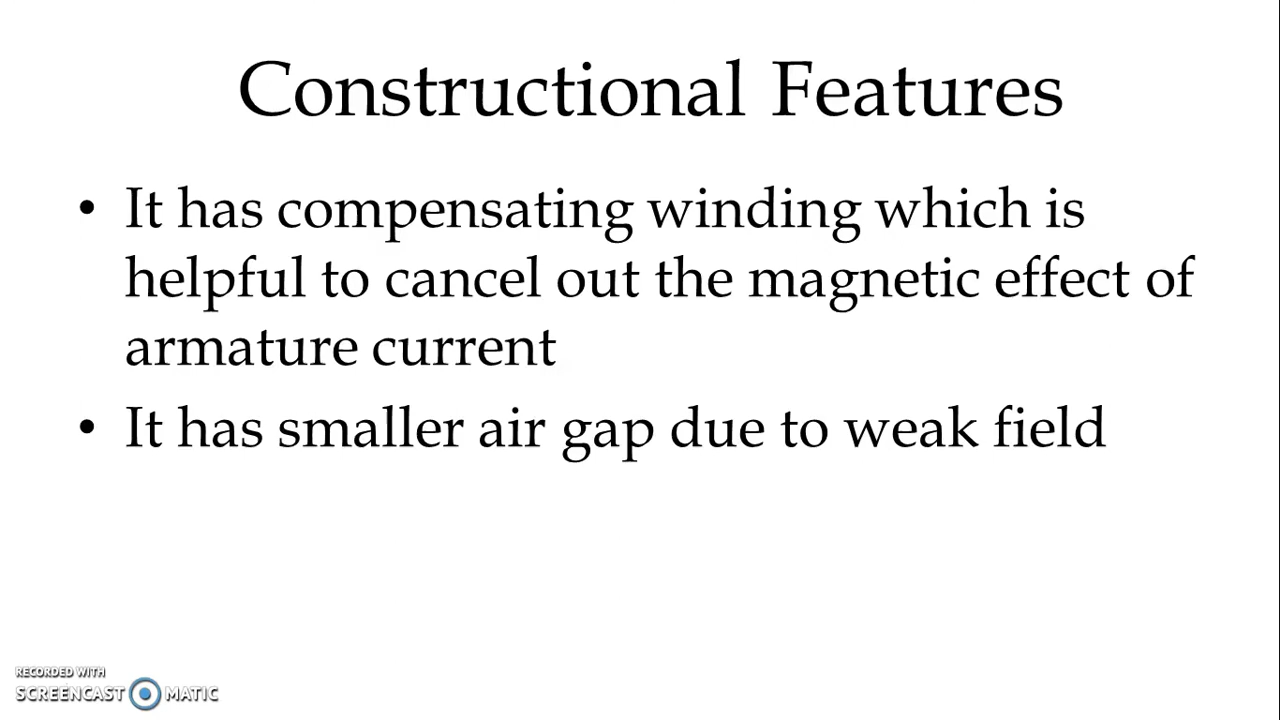 Constructional Features
• It has compensating winding which is
helpful to cancel out the magnetic effect of
armature current
• It has smaller air gap due to weak field
RECORDED WITH
SCREENCAST MATIC